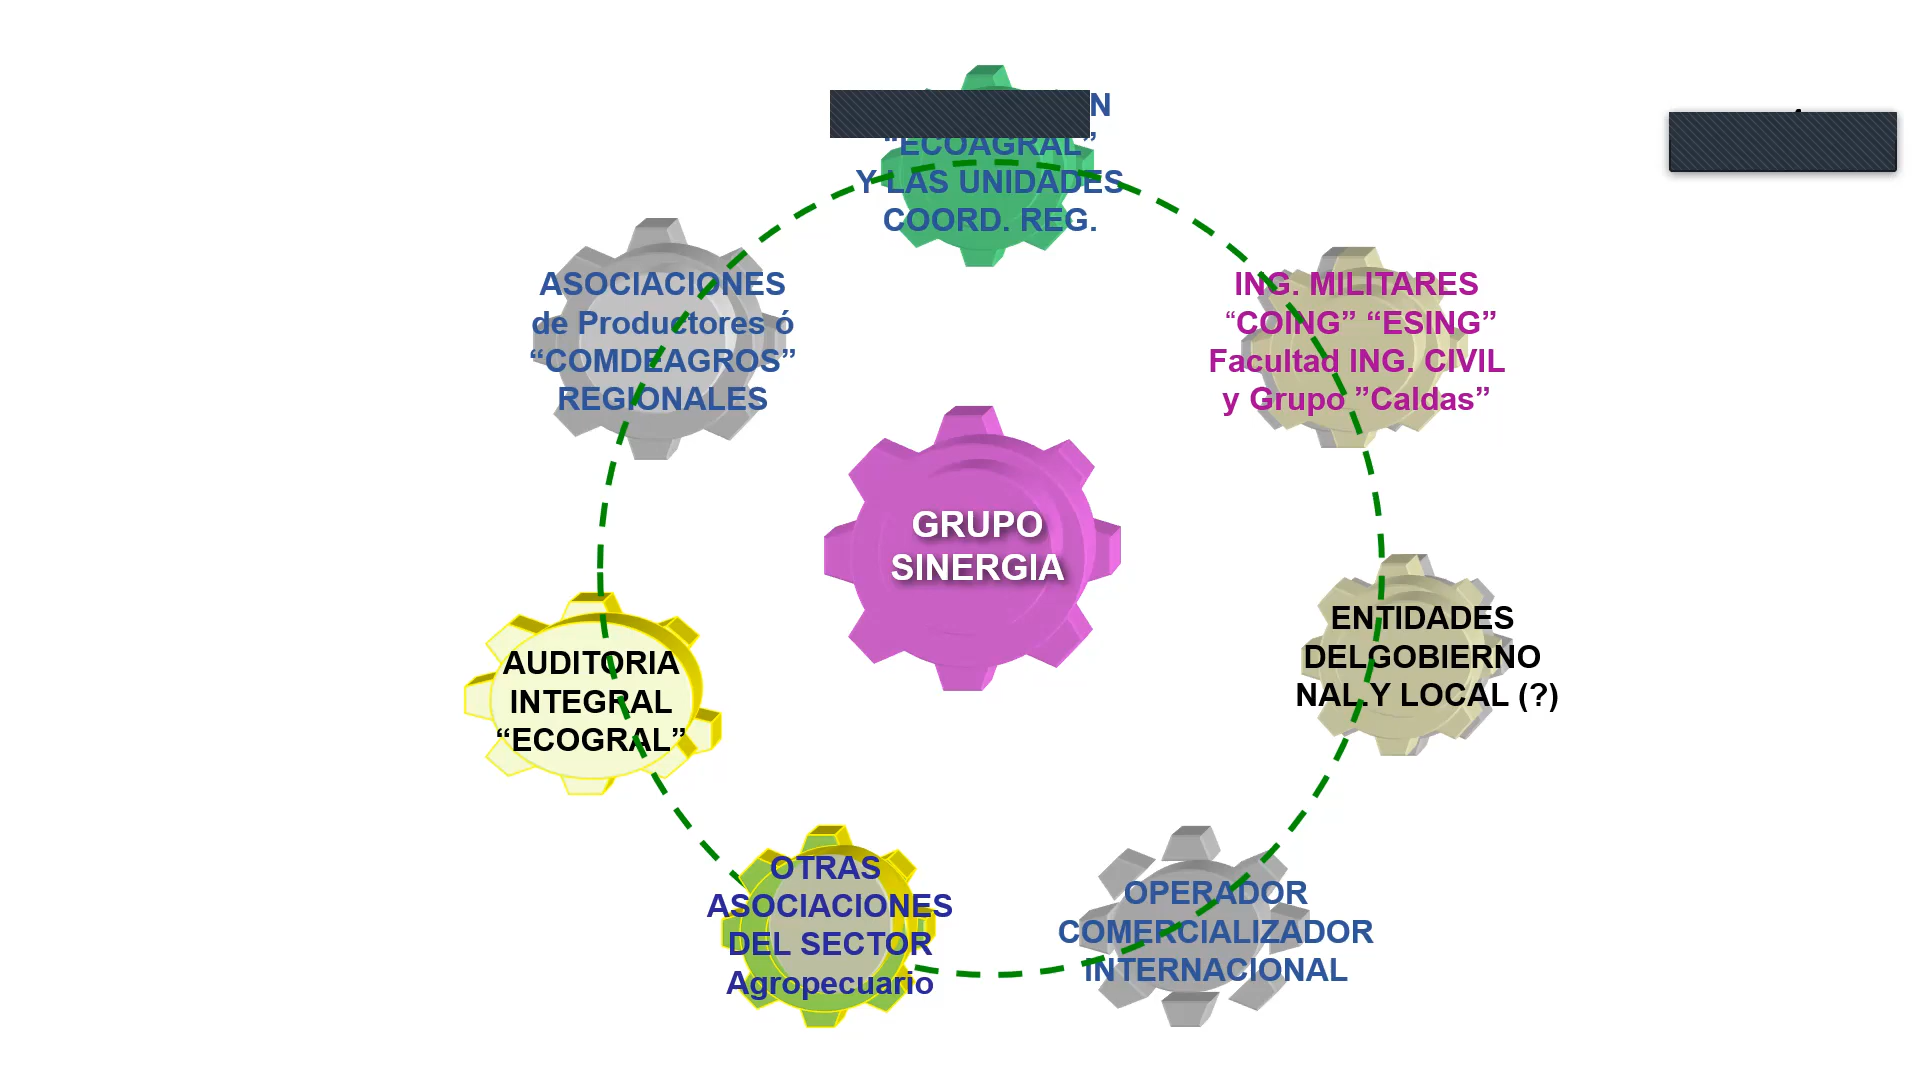 “ECOAGRAL”
Y LAS UNIDADES
COORD. REG.
ASOCIACIONES
de Productores ó
“COMDEAGROS”
REGIONALES
ING. MILITARES
“COING” “ESING”
Facultad ING. CIVIL
y Grupo ”Caldas”
GRUPO
SINERGIA
AUDITORIA
INTEGRAL
“ECOGRAL”
ENTIDADES
DELGOBIERNO
NAL.Y LOCAL (?)
OTRAS
ASOCIACIONES
DEL SECTOR
Agropecuario
OPERADOR
COMERCIALIZADOR
INTERNACIONAL